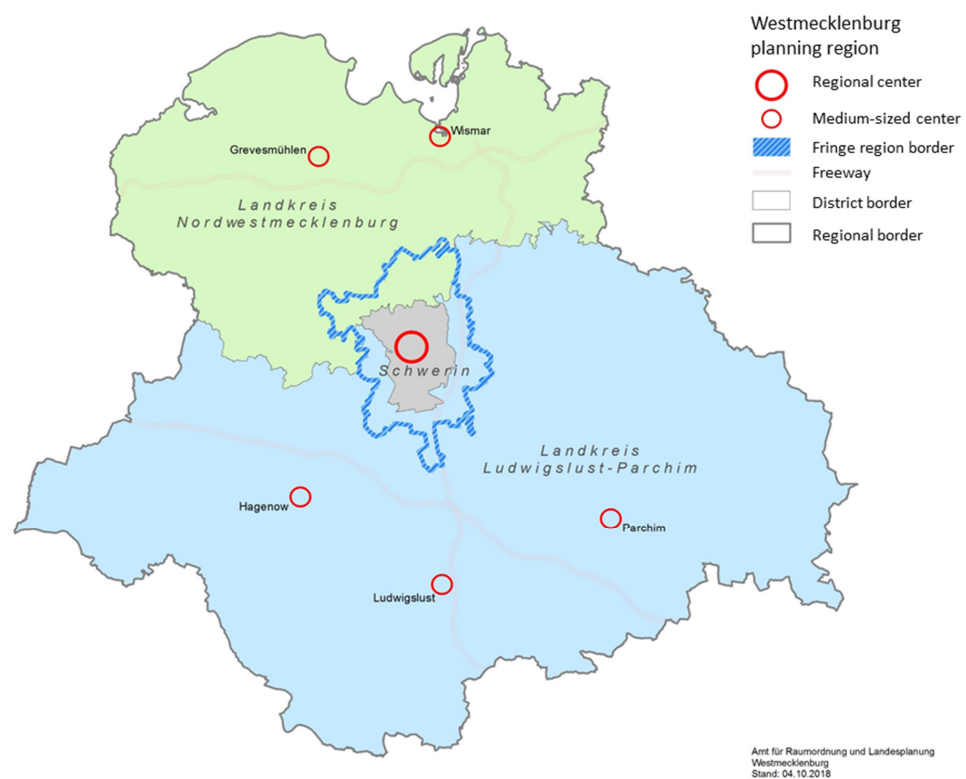 Westmecklenburg
planning region
Regional center
Medium-sized center
Fringe region border
Freeway
District border
Regional border
Wismar
Grevesmühlen
Landkreis
Nordwestmecklenburg
Schwerin
Landkreis
Ludwigslust-Parchim
Hagenow
Parchim
Ludwigslust
Amt für Raumordnung und Landesplanung
Westmecklenburg
Stand: 04.10.2018